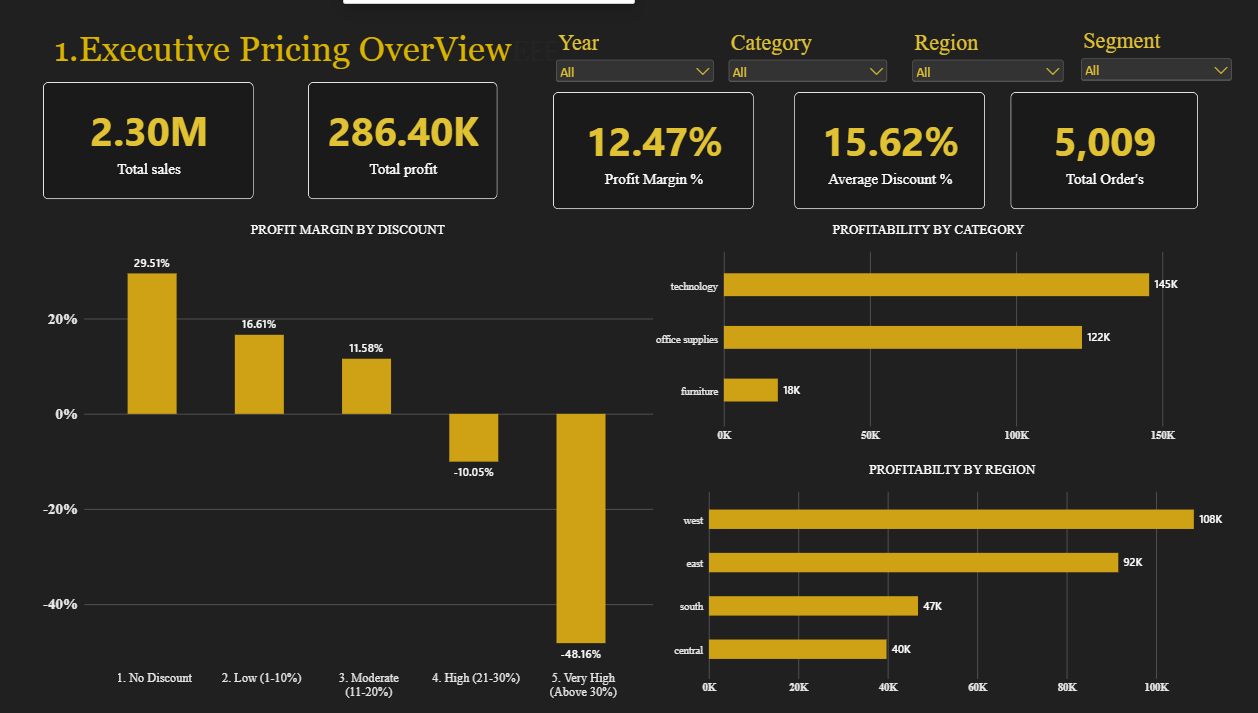 1.Executive Pricing OverView
Year
Category
Region
Segment
All
All
All
All
2.30M
Total sales
286.40K
Total profit
12.47%
Profit Margin %
15.62%
Average Discount %
5,009
Total Order's
PROFIT MARGIN BY DISCOUNT
29.51%
16.61%
11.58%
-10.05%
-48.16%
20%
0%
-20%
-40%
1. No Discount
2. Low (1-10%)
3. Moderate
(11-20%)
4. High (21-30%)
5. Very High
(Above 30%)
PROFITABILITY BY CATEGORY
technology
145K
office supplies
122K
furniture
18K
0K
50K
100K
150K
PROFITABILTY BY REGION
west
108K
east
92K
south
47K
central
40K
0K
20K
40K
60K
80K
100K